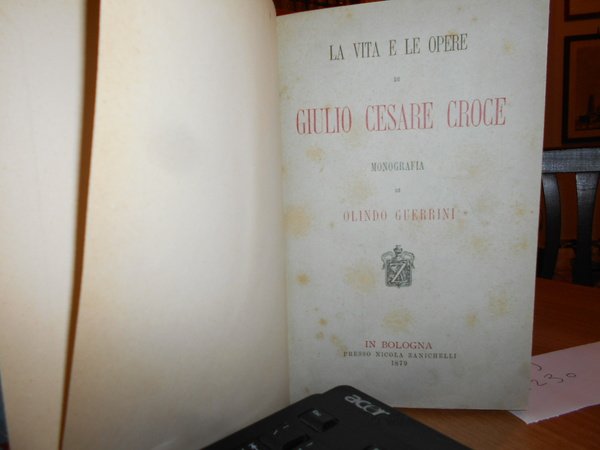 LA VITA E LE OPERE
DI
GIULIO CESARE CROCE
MONOGRAFIA
DI
OLINDO GUERRINI
IN BOLOGNA
PRESSO NICOLA ZANICHELLI
1879
acer
230